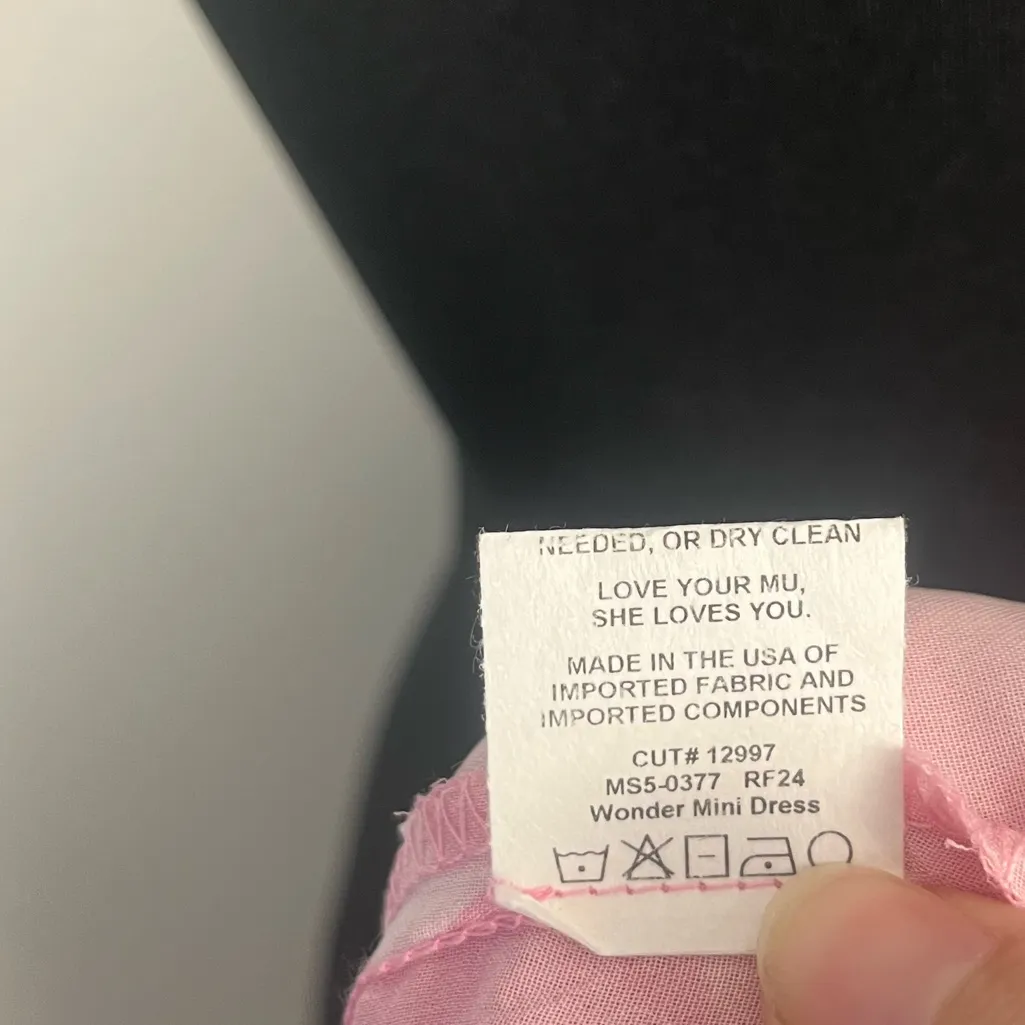 NEEDED, OR DRY CLEAN
LOVE YOUR MU,
SHE LOVES YOU.
MADE IN THE USA OF
IMPORTED FABRIC AND
IMPORTED COMPONENTS
CUT# 12997
MS5-0377 RF24
Wonder Mini Dress